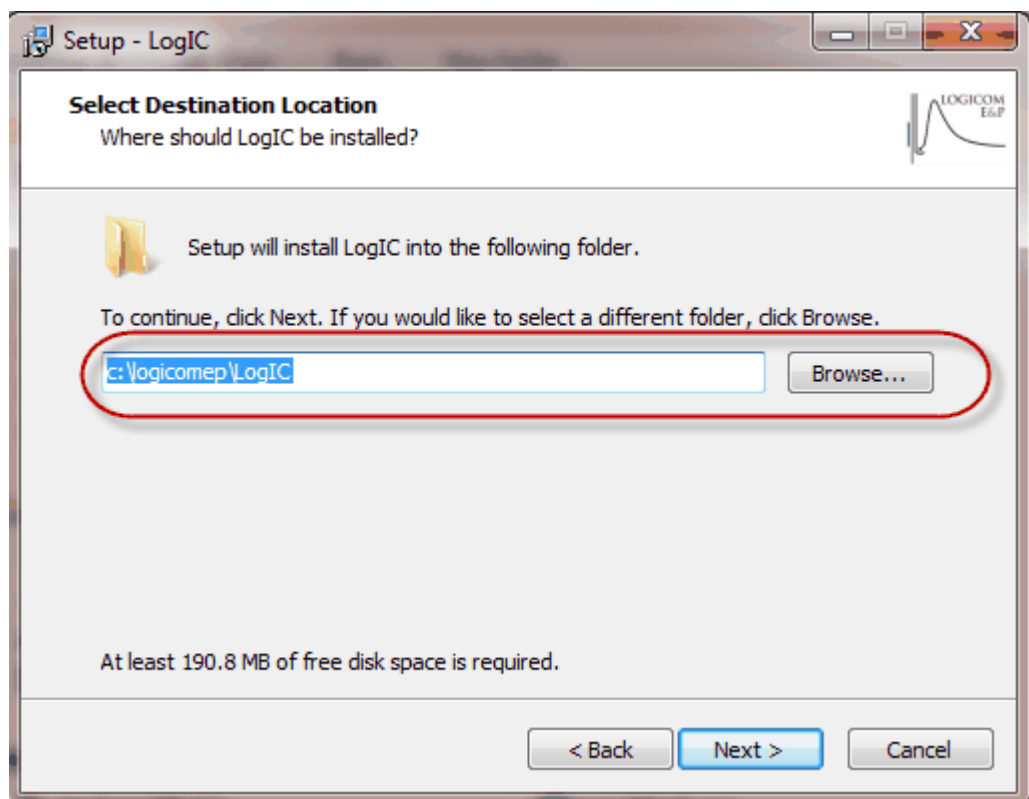 Setup - LogIC
Select Destination Location
Where should LogIC be installed?
LOGICOM
E&P
Setup will install LogIC into the following folder.
To continue, click Next. If you would like to select a different folder, click Browse.
c:\logicomep\LogIC
Browse...
At least 190.8 MB of free disk space is required.
< Back
Next >
Cancel